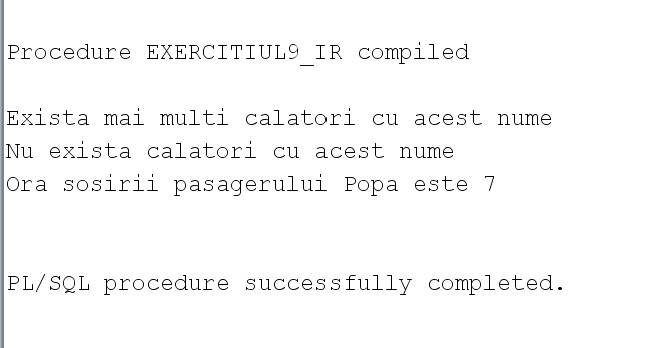 Procedure EXERCITIUL9_IR compiled
Exista mai multi calatori cu acest nume
Nu exista calatori cu acest nume
Ora sosirii pasagerului Popa este 7
PL/SQL procedure successfully completed.